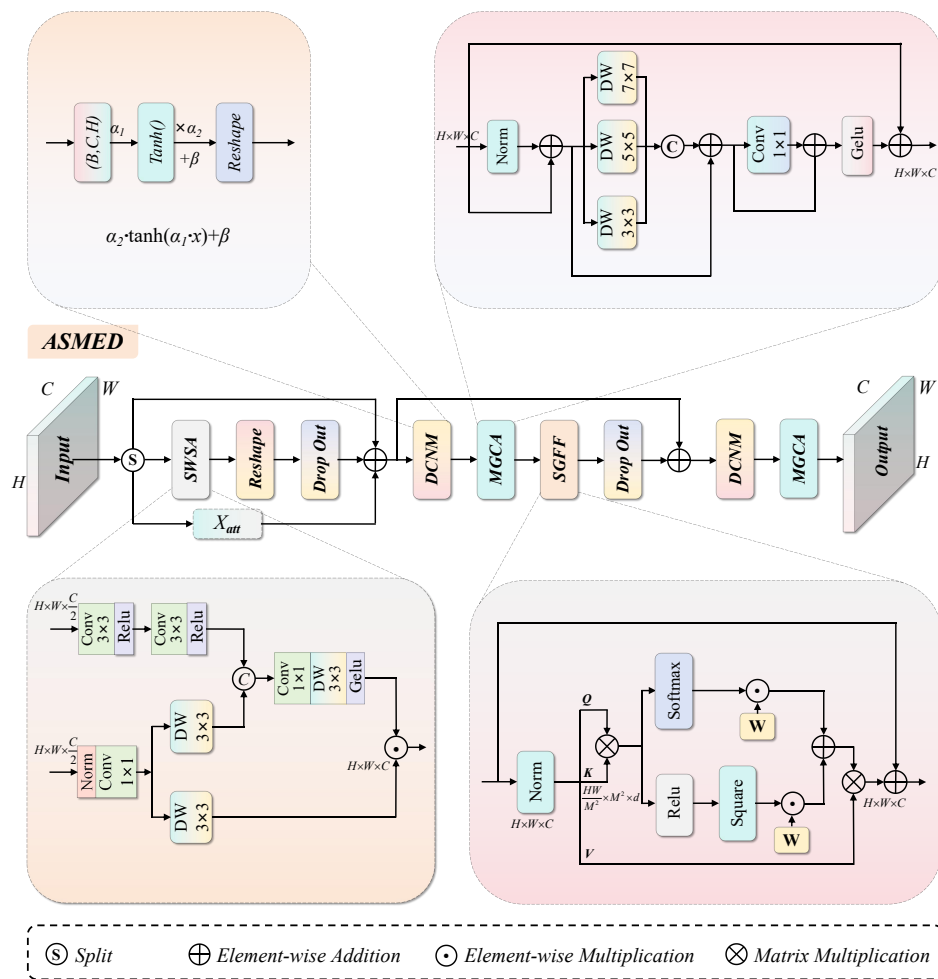 (B,C,H)
α1
Tanh()
×α2
+β
Reshape
α2·tanh(α1·x)+β
H×W×C
Norm
DW
7×7
DW
5×5
DW
3×3
C
Conv
1×1
Gelu
H×W×C
ASMED
C
W
H
Input
S
SWSA
Reshape
Drop Out
Xatt
DCNM
MGCA
SGFF
Drop Out
DCNM
MGCA
C
W
H
Output
H×W×C/2
Conv
3×3
Relu
Conv
3×3
Relu
C
Conv
1×1
DW
3×3
Gelu
H×W×C/2
Norm
Conv
1×1
DW
3×3
DW
3×3
H×W×C
Norm
H×W×C
Q
K
HW/M²×M²×d
V
Softmax
W
Relu
Square
W
H×W×C
S Split
Element-wise Addition
Element-wise Multiplication
Matrix Multiplication